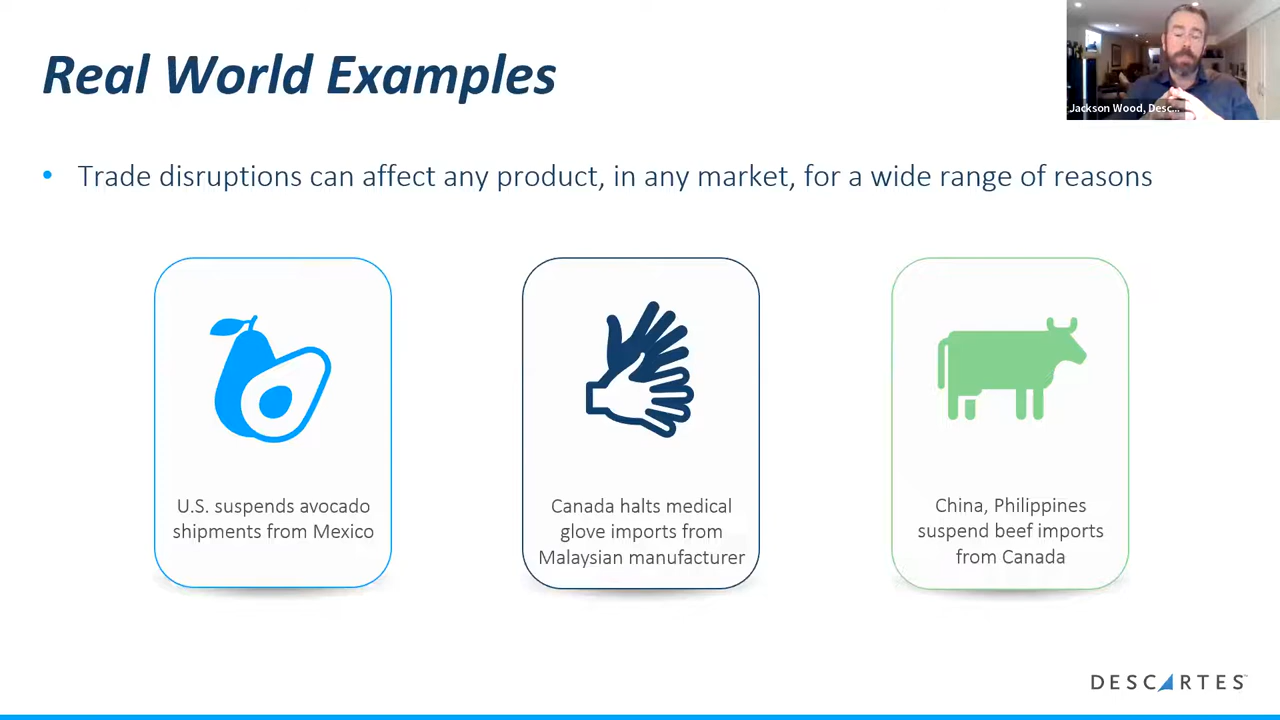 Real World Examples
Jackson Wood, Desc...
• Trade disruptions can affect any product, in any market, for a wide range of reasons
U.S. suspends avocado
shipments from Mexico
Canada halts medical
glove imports from
Malaysian manufacturer
China, Philippines
suspend beef imports
from Canada
DESCARTES™